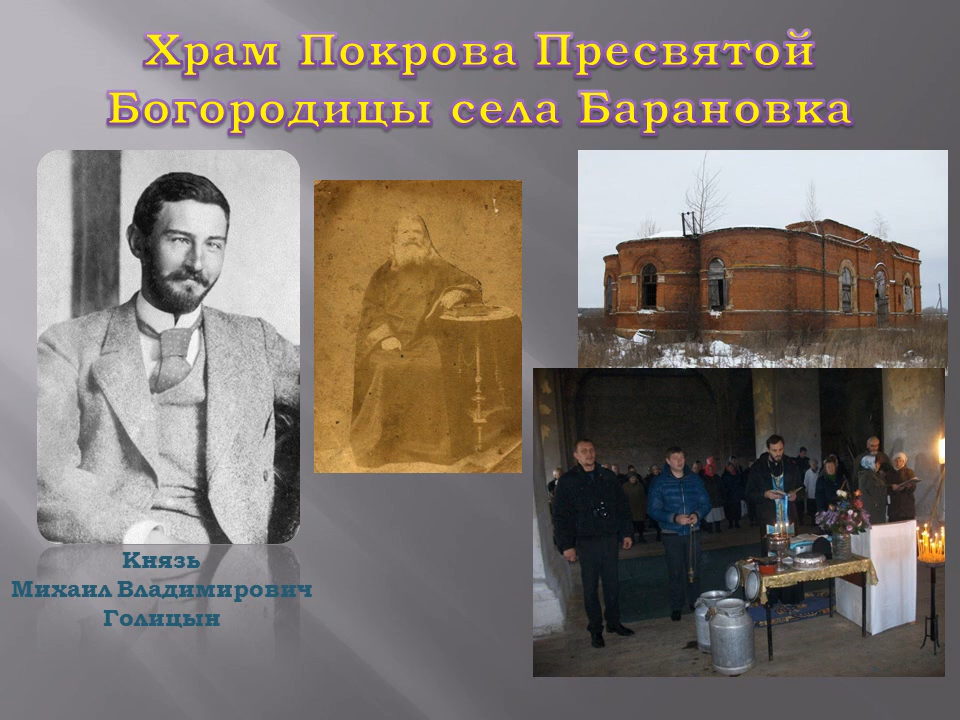 Храм Покрова Пресвятой
Богородицы села Барановка
Князь
Михаил Владимирович
Голицын